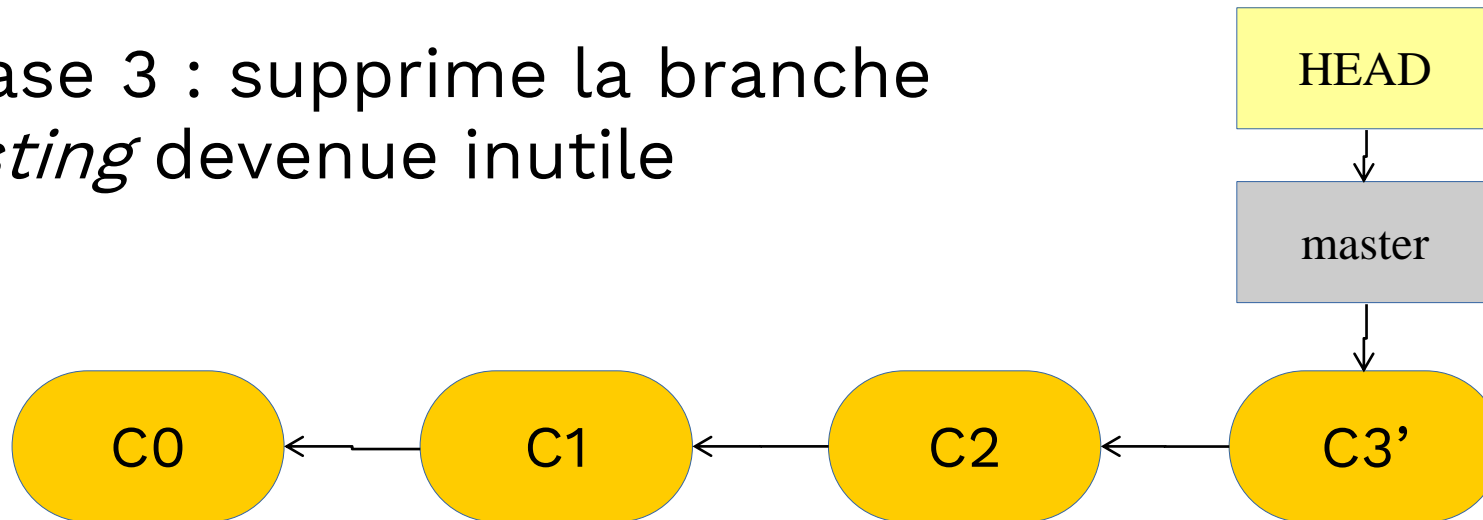 ase 3 : supprime la branche
sting devenue inutile
HEAD
master
C0 C1 C2 C3’